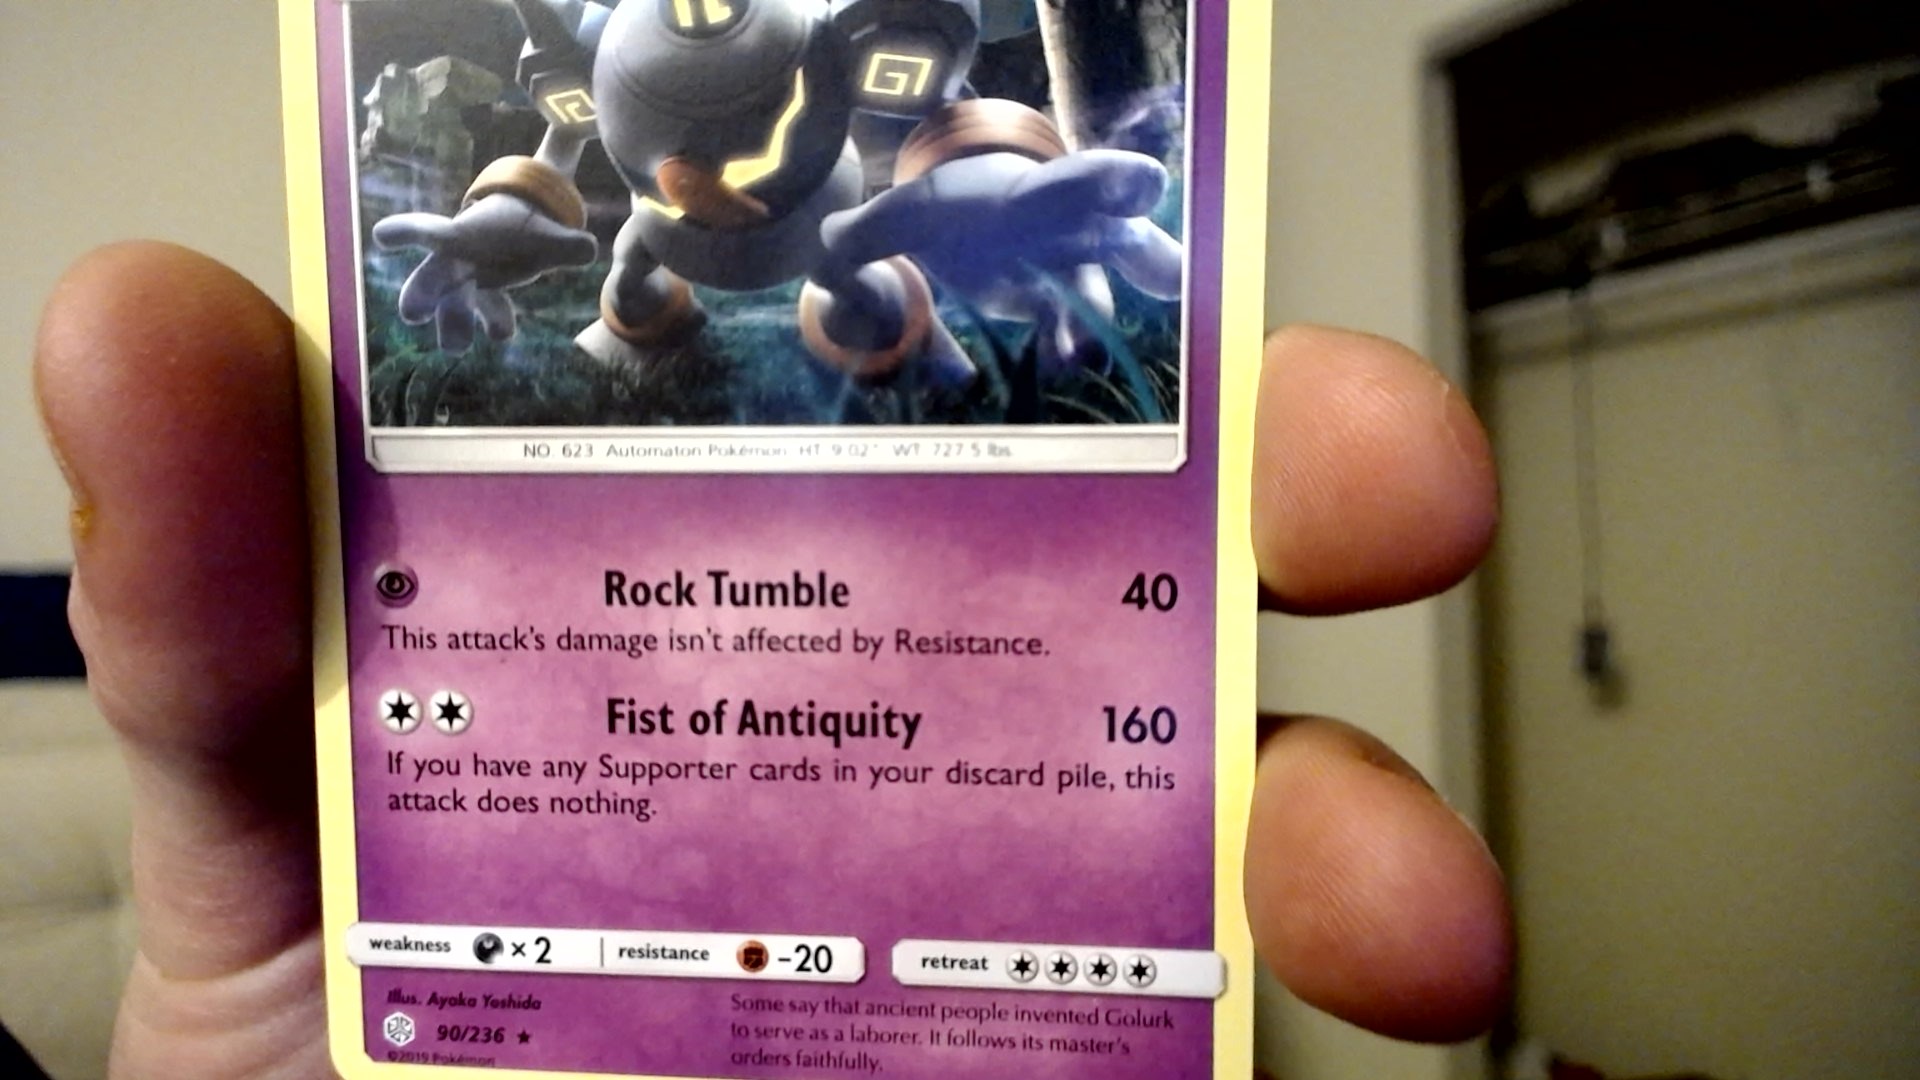 NO. 623 Automaton Pokémon HT 9'02" WT 727.5 lbs.
Rock Tumble 40
This attack's damage isn't affected by Resistance.
Fist of Antiquity 160
If you have any Supporter cards in your discard pile, this
attack does nothing.
weakness ×2 resistance -20 retreat
Illus. Ayaka Yoshida
90/236
©2019 Pokémon
Some say that ancient people invented Golurk
to serve as a laborer. It follows its master's
orders faithfully.